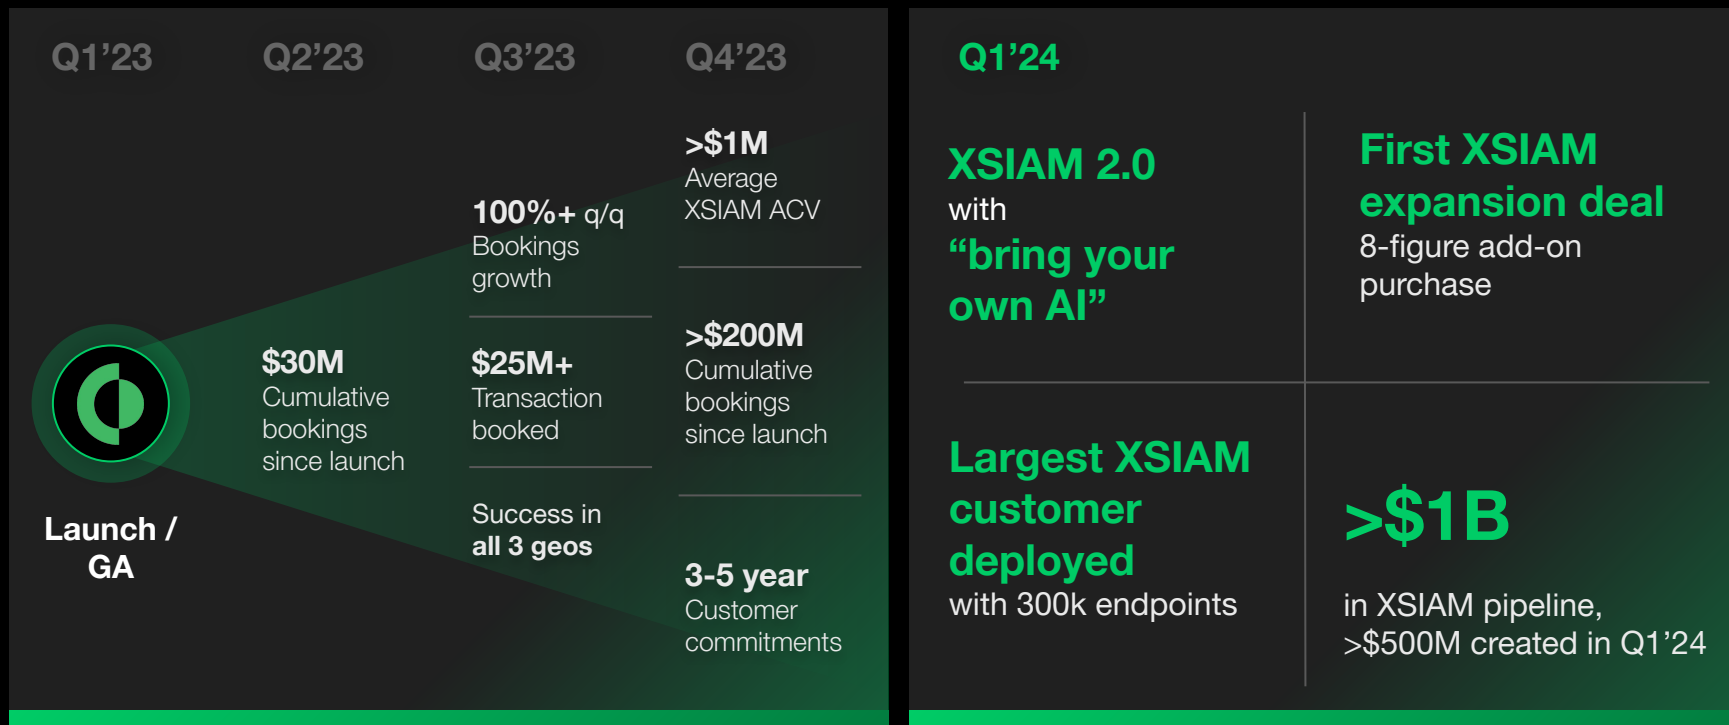 Q1’23
Launch /
GA
Q2’23
$30M
Cumulative
bookings
since launch
Q3’23
100%+ q/q
Bookings
growth
$25M+
Transaction
booked
Success in
all 3 geos
Q4’23
>$1M
Average
XSIAM ACV
>$200M
Cumulative
bookings
since launch
3-5 year
Customer
commitments
Q1’24
XSIAM 2.0
with
“bring your
own AI”
First XSIAM
expansion deal
8-figure add-on
purchase
Largest XSIAM
customer
deployed
with 300k endpoints
>$1B
in XSIAM pipeline,
>$500M created in Q1’24